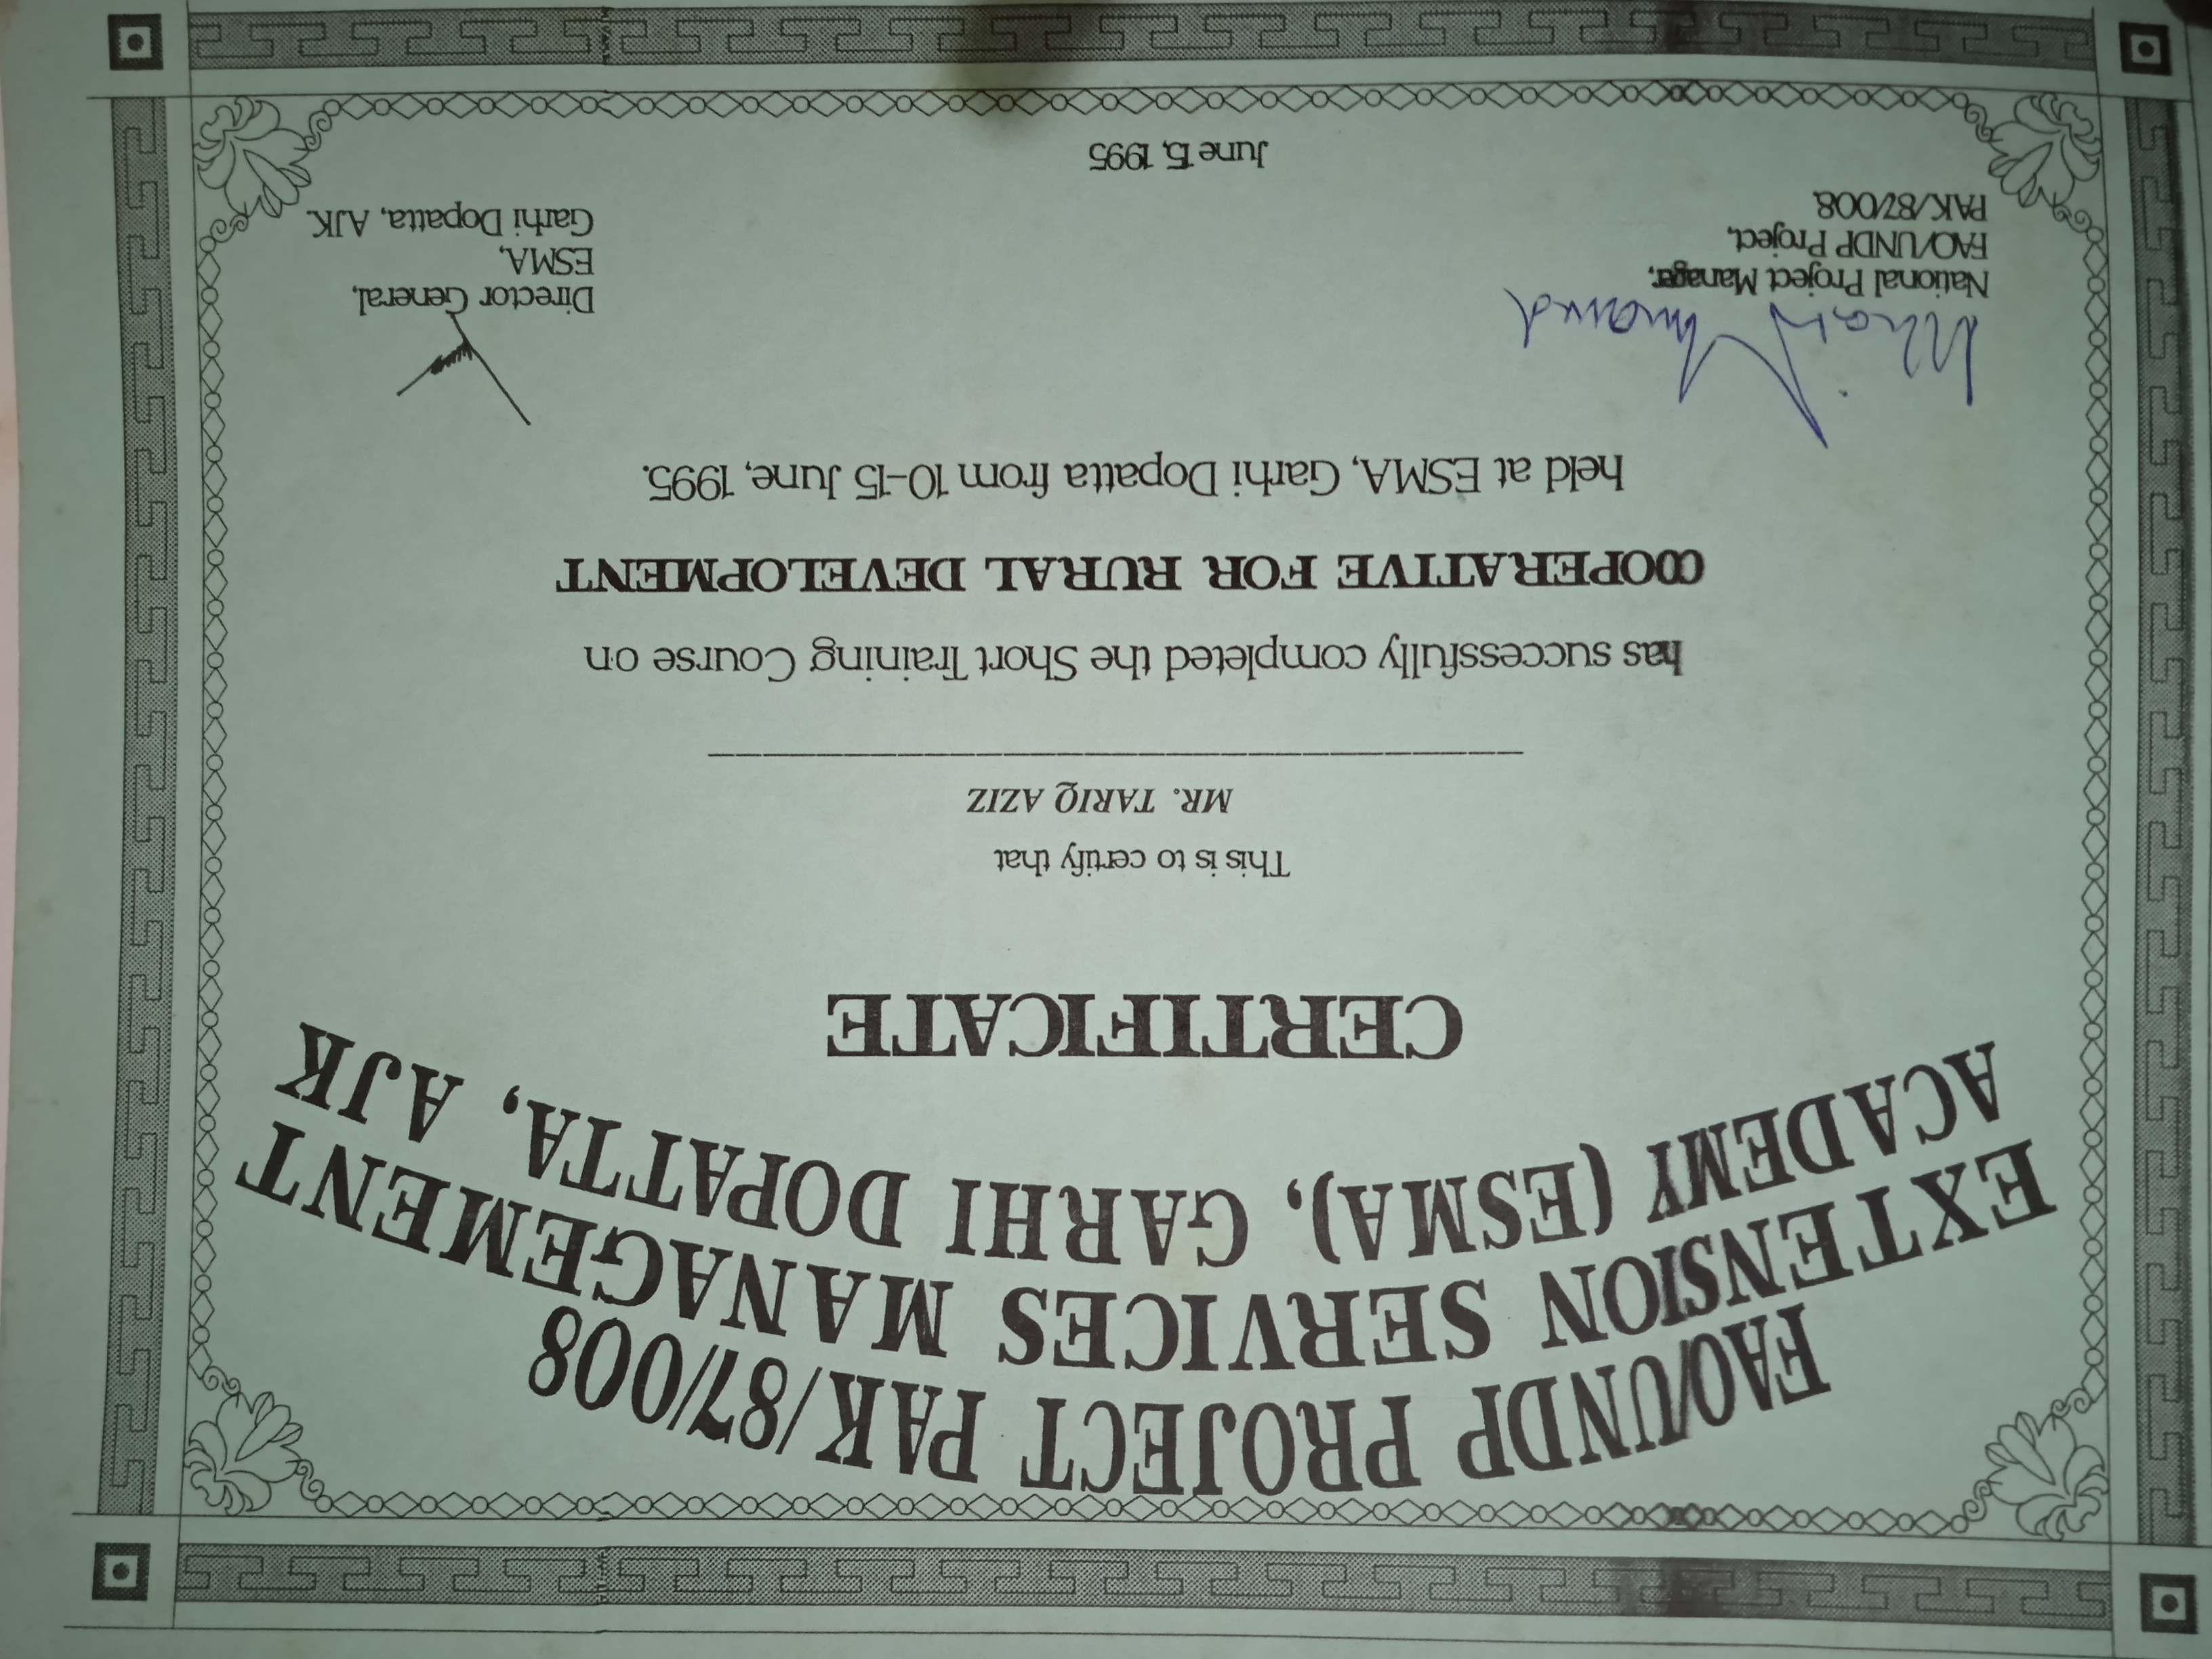 FAO/UNDP PROJECT PAK/87/008
EXTENSION SERVICES MANAGEMENT
ACADEMY (ESMA), GARHI DOPATTA, AJK
CERTIFICATE
This is to certify that
MR. TARIQ AZIZ
has successfully completed the Short Training Course on
COOPERATIVE FOR RURAL DEVELOPMENT
held at ESMA, Garhi Dopatta from 10-15 June, 1995.
National Project Manager,
FAO/UNDP Project,
PAK/87/008.
Director General,
ESMA,
Garhi Dopatta, AJK.
June 15, 1995